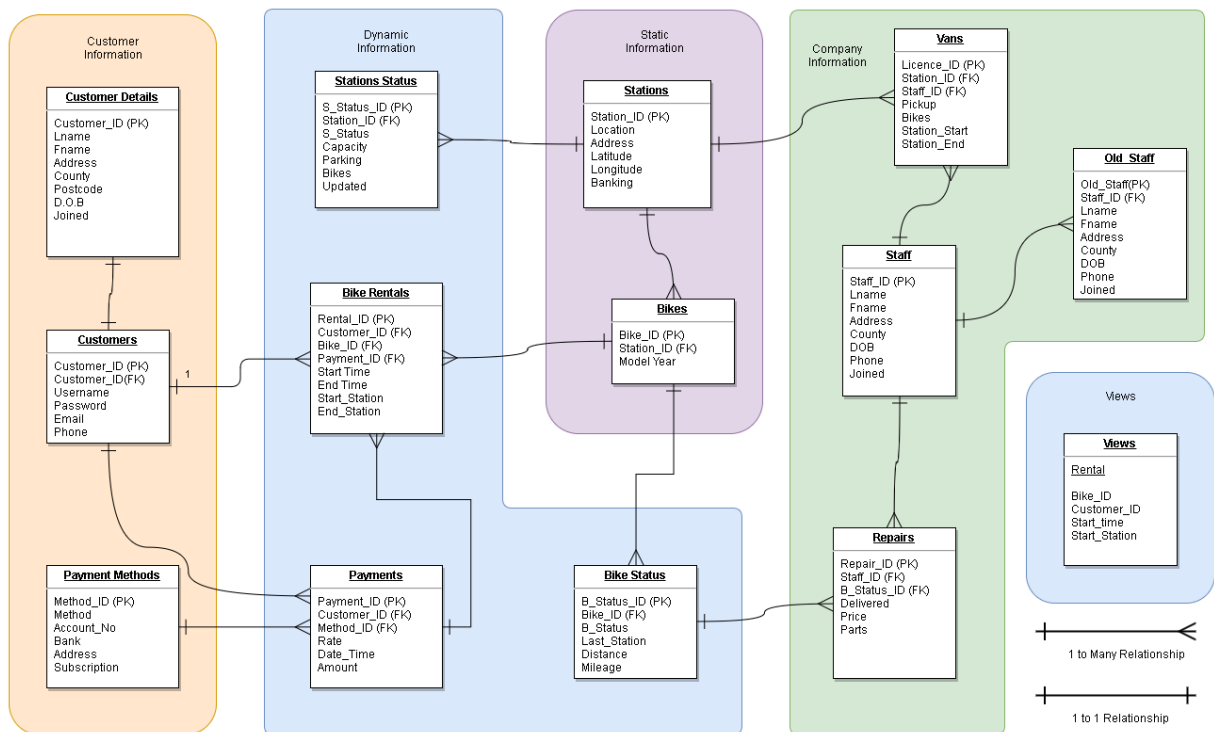 Customer
Information
Customer Details
Customer_ID (PK)
Lname
Fname
Address
County
Postcode
D.O.B
Joined
Customers
Customer_ID (PK)
Customer_ID(FK)
Username
Password
Email
Phone
1
Payment Methods
Method_ID (PK)
Method
Account_No
Bank
Address
Subscription
Dynamic
Information
Stations Status
S_Status_ID (PK)
Station_ID (FK)
S_Status
Capacity
Parking
Bikes
Updated
Bike Rentals
Rental_ID (PK)
Customer_ID (FK)
Bike_ID (FK)
Payment_ID (FK)
Start Time
End Time
Start_Station
End_Station
Payments
Payment_ID (PK)
Customer_ID (FK)
Method_ID (FK)
Rate
Date_Time
Amount
Bike Status
B_Status_ID (PK)
Bike_ID (FK)
B_Status
Last_Station
Distance
Mileage
Static
Information
Stations
Station_ID (PK)
Location
Address
Latitude
Longitude
Banking
Bikes
Bike_ID (PK)
Station_ID (FK)
Model Year
Company
Information
Vans
Licence_ID (PK)
Station_ID (FK)
Staff_ID (FK)
Pickup
Bikes
Station_Start
Station_End
Old_Staff
Old_Staff(PK)
Staff_ID (FK)
Lname
Fname
Address
County
DOB
Phone
Joined
Staff
Staff_ID (PK)
Lname
Fname
Address
County
DOB
Phone
Joined
Repairs
Repair_ID (PK)
Staff_ID (FK)
B_Status_ID (FK)
Delivered
Price
Parts
Views
Views
Rental
Bike_ID
Customer_ID
Start_time
Start_Station
1 to Many Relationship
1 to 1 Relationship